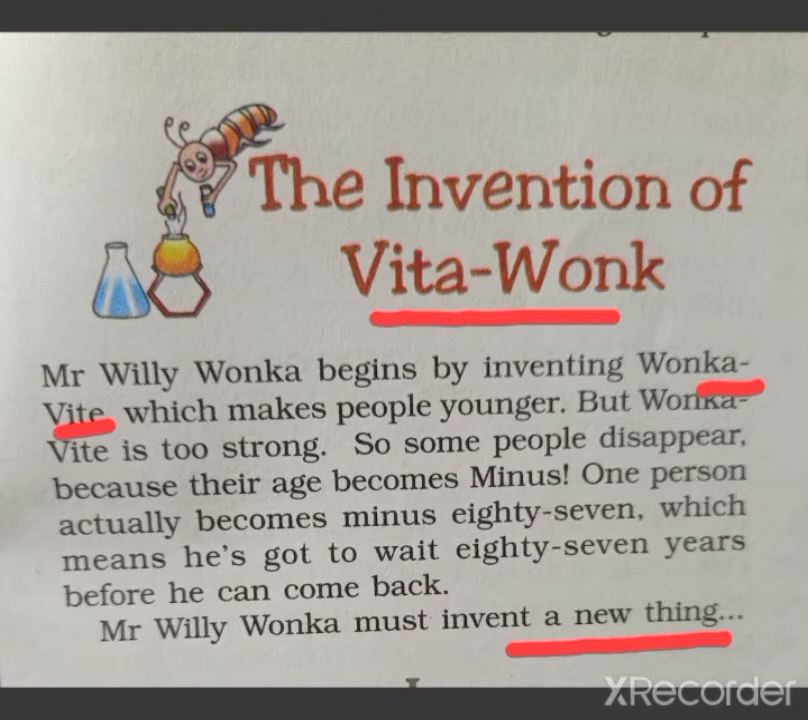 The Invention of
Vita-Wonk
Mr Willy Wonka begins by inventing Wonka-
Vite, which makes people younger. But Wonka-
Vite is too strong. So some people disappear,
because their age becomes Minus! One person
actually becomes minus eighty-seven, which
means he's got to wait eighty-seven years
before he can come back.
Mr Willy Wonka must invent a new thing...
XRecorder